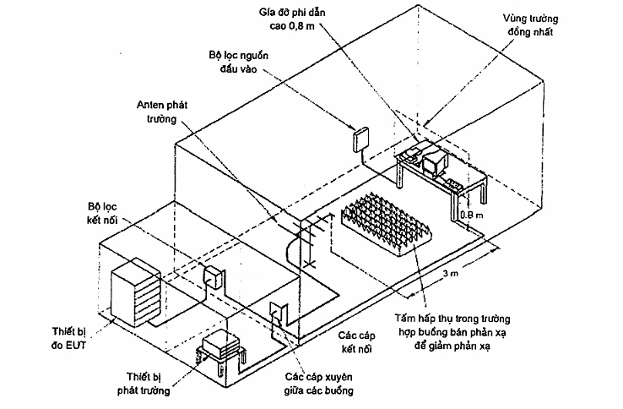 Gía đỡ phi dẫn
cao 0,8 m
Vùng trường
đồng nhất
Bộ lọc nguồn
đầu vào
Anten phát
trường
Bộ lọc
kết nối
0.8 m
3 m
Tấm hấp thụ trong trường
hợp buồng bán phản xạ
để giảm phản xạ
Các cáp
kết nối
Thiết bị
đo EUT
Thiết bị
phát trường
Các cáp xuyên
giữa các buồng